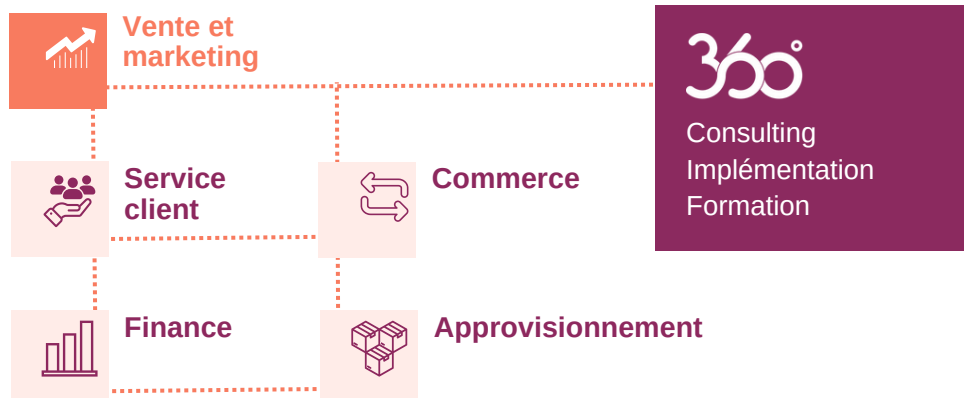 Vente et
marketing
360°
Consulting
Implémentation
Formation
Service
client
Commerce
Finance
Approvisionnement